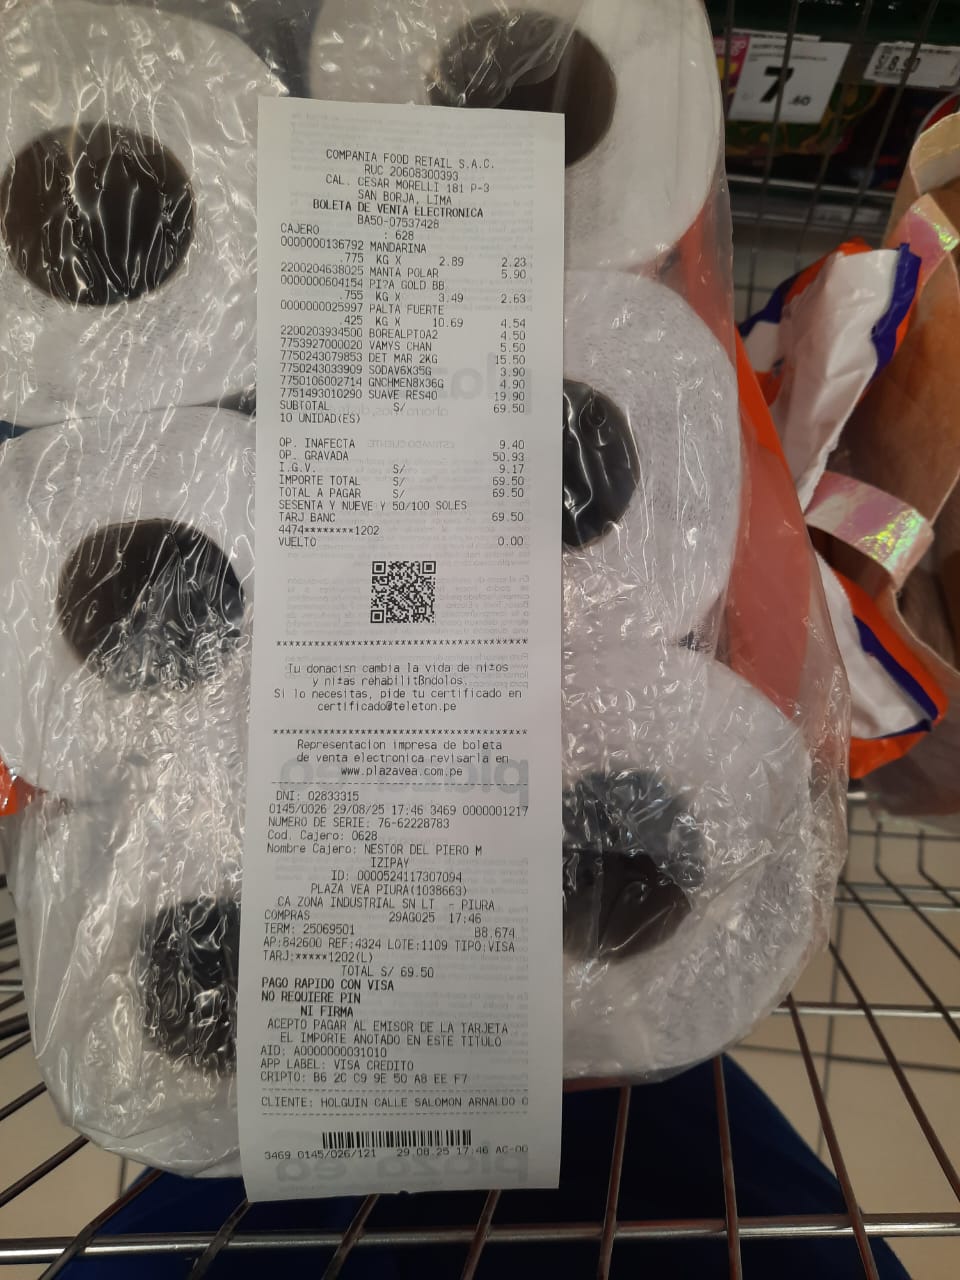 7.60
8.90
COMPANIA FOOD RETAIL S.A.C.
RUC 20608300393
CAL. CESAR MORELLI 181 P-3
SAN BORJA, LIMA
BOLETA DE VENTA ELECTRONICA
BA50-07537428
CAJERO : 628
0000000136792 MANDARINA
.775 KG X 2.89 2.23
2200204638025 MANTA POLAR 5.90
0000000604154 PI?A GOLD BB
.755 KG X 3.49 2.63
0000000025997 PALTA FUERTE
.425 KG X 10.69 4.54
2200203934500 BOREALPTOA2 4.50
7753927000020 VAMYS CHAN 5.50
7750243079853 DET MAR 2KG 15.50
7750243033909 SODAV6X35G 3.90
7750106002714 GNCHMEN8X36G 4.90
7751493010290 SUAVE RES40 19.90
SUBTOTAL S/ 69.50
10 UNIDAD(ES)
OP. INAFECTA 9.40
OP. GRAVADA 50.93
I.G.V. S/ 9.17
IMPORTE TOTAL S/ 69.50
TOTAL A PAGAR S/ 69.50
SESENTA Y NUEVE Y 50/100 SOLES
TARJ BANC 69.50
4474********1202
VUELTO 0.00
****************************************
Tu donación cambia la vida de ni±os
y ni±as rehabilitßndolos.
Si lo necesitas, pide tu certificado en
certificado@teleton.pe
****************************************
Representacion impresa de boleta
de venta electronica revisarla en
www.plazavea.com.pe
DNI: 02833315
0145/0026 29/08/25 17:46 3469 0000001217
NUMERO DE SERIE: 76-62228783
Cod. Cajero: 0628
Nombre Cajero: NESTOR DEL PIERO M
IZIPAY
ID: 0000524117307094
PLAZA VEA PIURA(1038663)
CA ZONA INDUSTRIAL SN LT - PIURA
COMPRAS 29AGO25 17:46
TERM: 25069501 B8.674
AP:842600 REF:4324 LOTE:1109 TIPO:VISA
TARJ:*****1202(L)
TOTAL S/ 69.50
PAGO RAPIDO CON VISA
NO REQUIERE PIN
NI FIRMA
ACEPTO PAGAR AL EMISOR DE LA TARJETA
EL IMPORTE ANOTADO EN ESTE TITULO
AID: A0000000031010
APP LABEL: VISA CREDITO
CRIPTO: B6 2C C9 9E 50 A8 EE F7
CLIENTE: HOLGUIN CALLE SALOMON ARNALDO O
3469 0145/026/121 29.08.25 17:46 AC-00